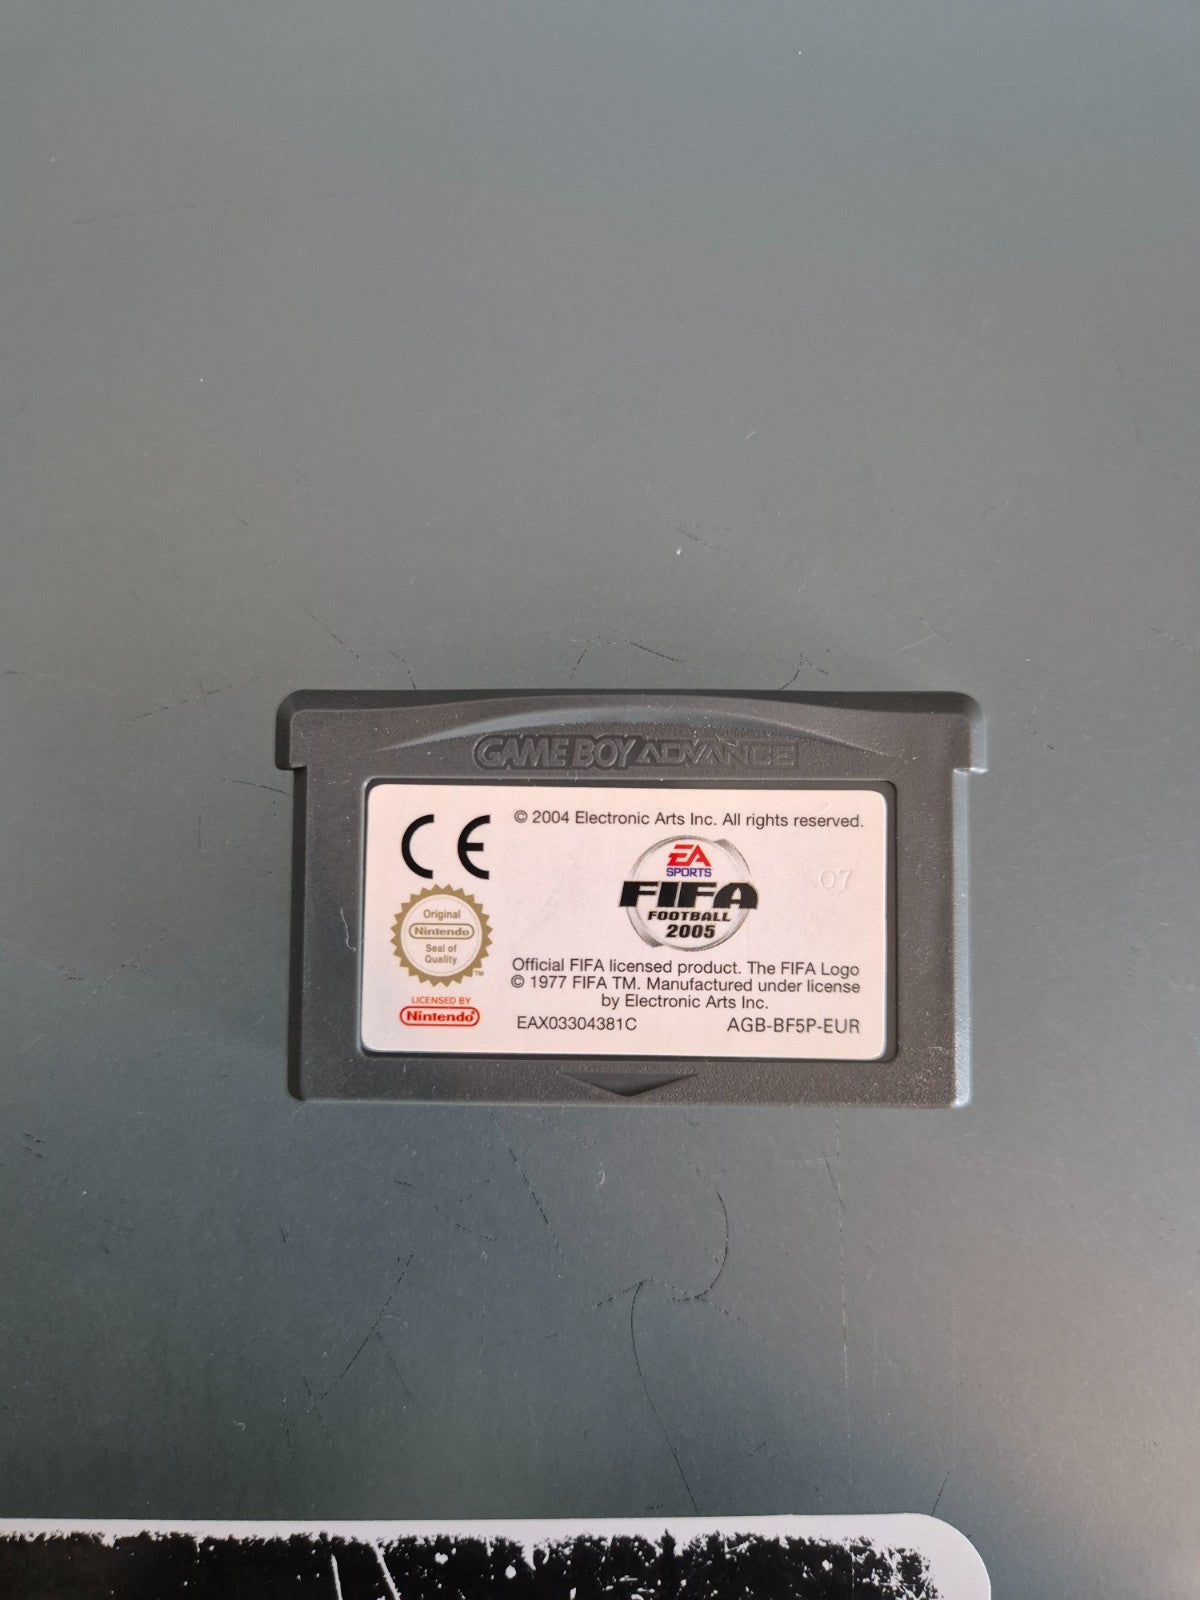 GAME BOY ADVANCE
© 2004 Electronic Arts Inc. All rights reserved.
CE
EA
SPORTS
FIFA
FOOTBALL
2005
07
Original
Nintendo
Seal of
Quality
TM
LICENSED BY
Nintendo®
Official FIFA licensed product. The FIFA Logo
© 1977 FIFA TM. Manufactured under license
by Electronic Arts Inc.
EAX03304381C AGB-BF5P-EUR